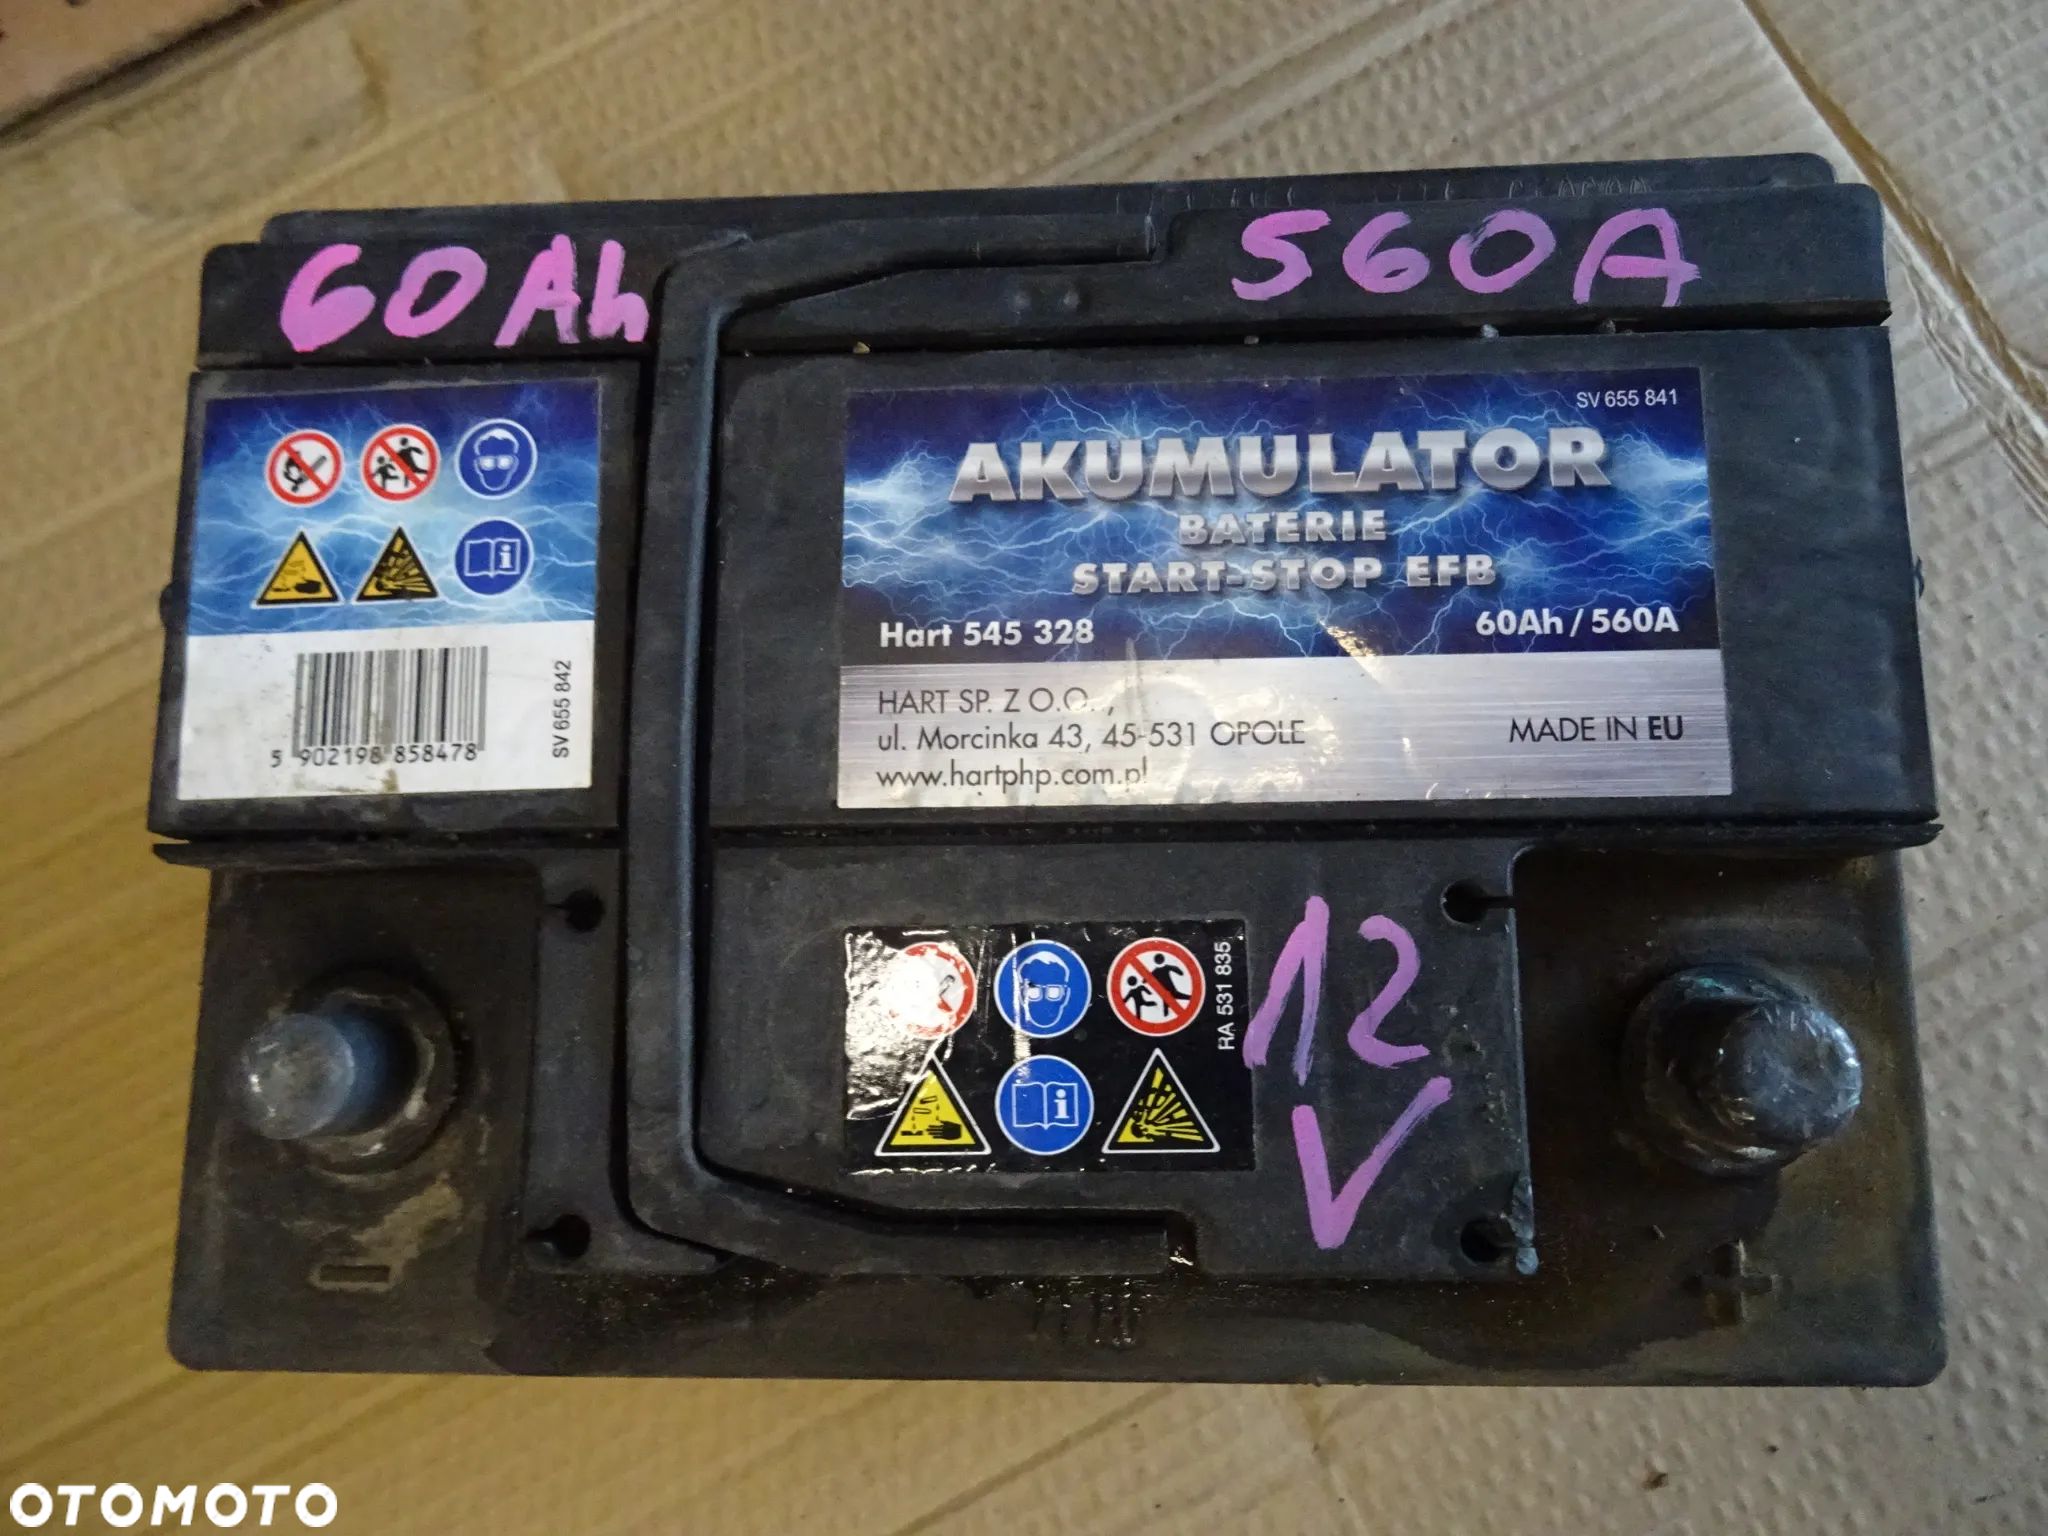 60Ah
560A
SV 655 841
AKUMULATOR
BATERIE
START-STOP EFB
Hart 545 328
60Ah / 560A
HART SP. Z O.O.,
ul. Morcinka 43, 45-531 OPOLE
MADE IN EU
www.hartphp.com.pl
5 902198 858478
SV 655 842
RA 531 835
12
V
OTOMOTO